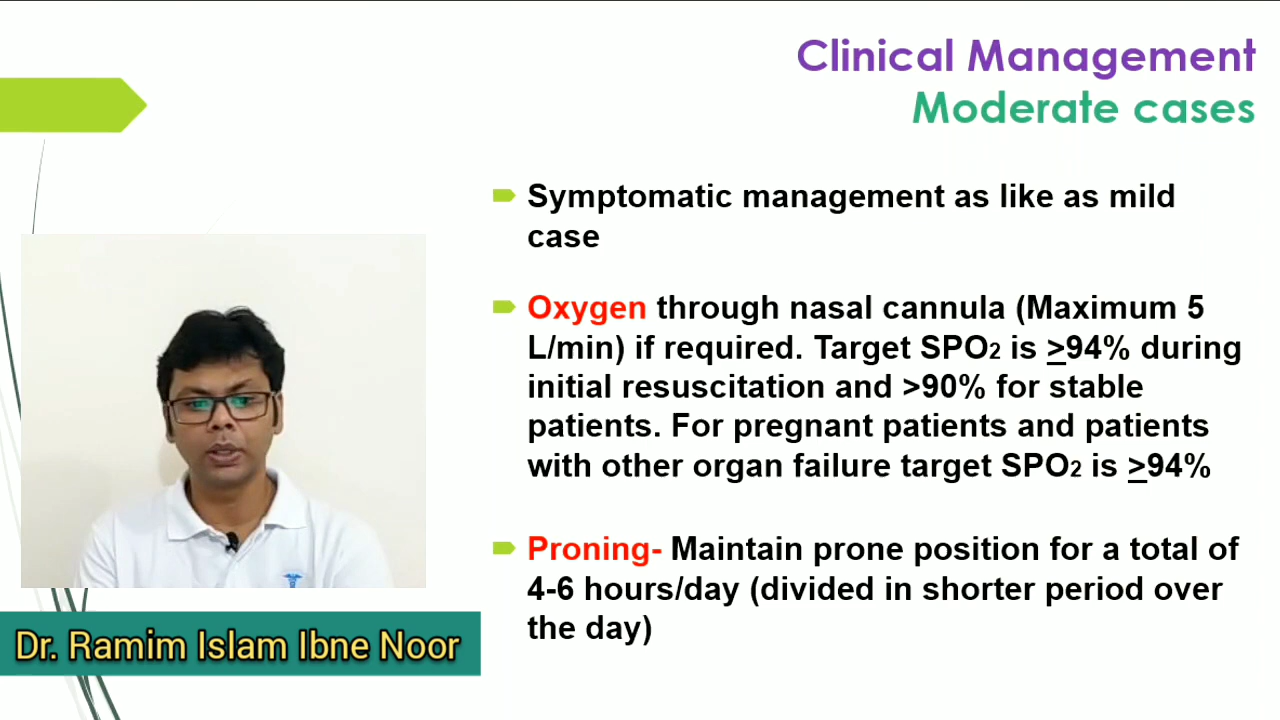 Clinical Management
Moderate cases
Symptomatic management as like as mild
case
Oxygen through nasal cannula (Maximum 5
L/min) if required. Target SPO2 is >94% during
initial resuscitation and >90% for stable
patients. For pregnant patients and patients
with other organ failure target SPO2 is >94%
Proning- Maintain prone position for a total of
4-6 hours/day (divided in shorter period over
the day)
Dr. Ramim Islam Ibne Noor